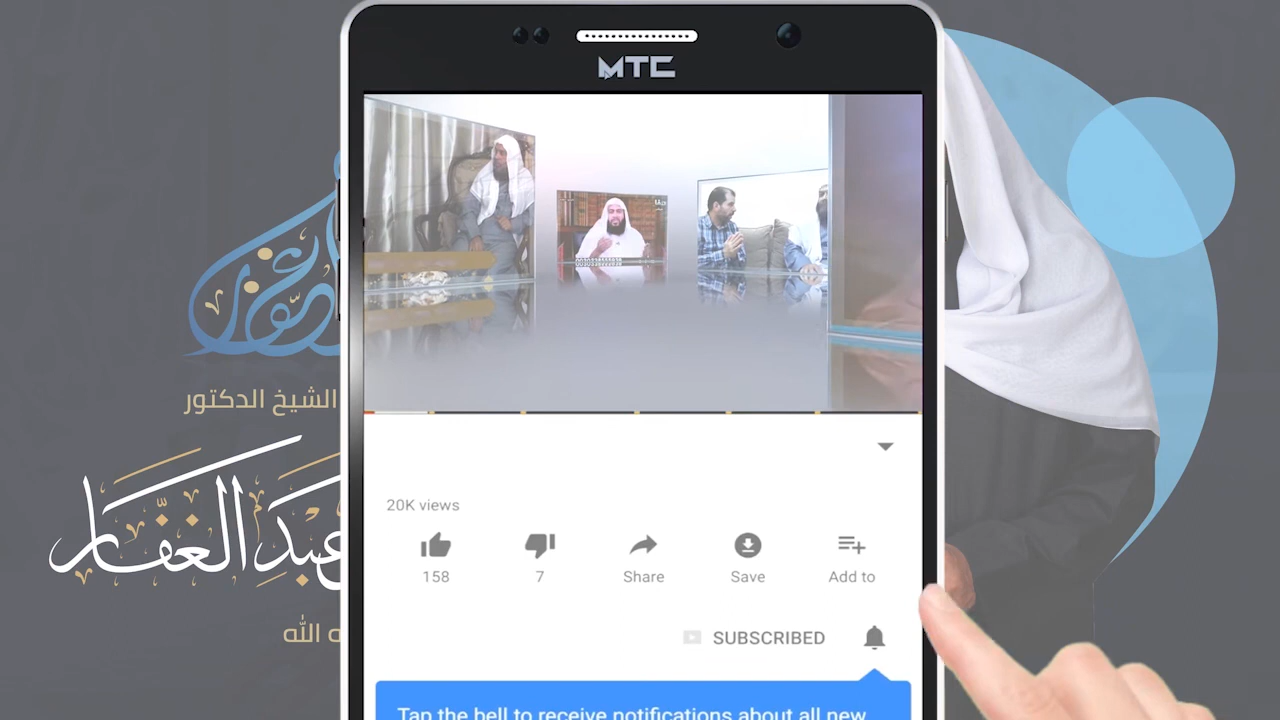 MTC
الشيخ الدكتور
عبد الغفار
ه الله
20K views
158
7
Share
Save
Add to
SUBSCRIBED
Tap the bell to receive notifications about all new